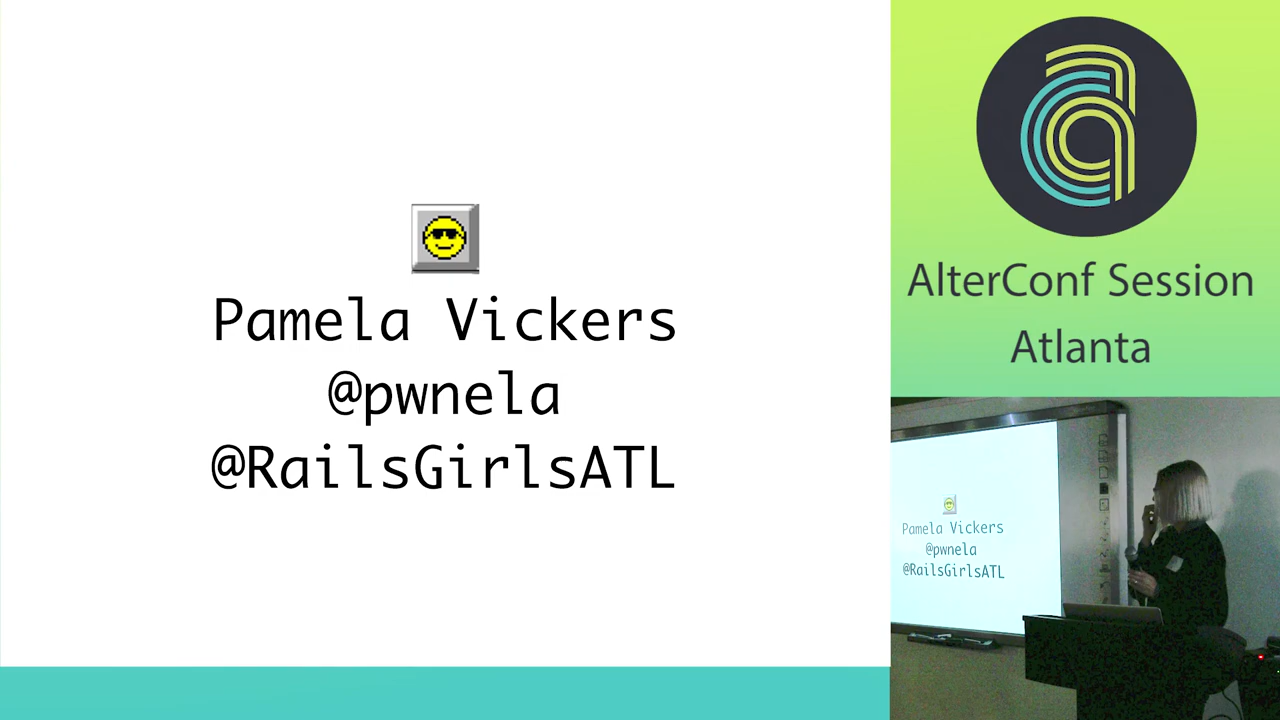 Pamela Vickers
@pwnela
@RailsGirlsATL
AlterConf Session
Atlanta
Pamela Vickers
@pwnela
@RailsGirlsATL